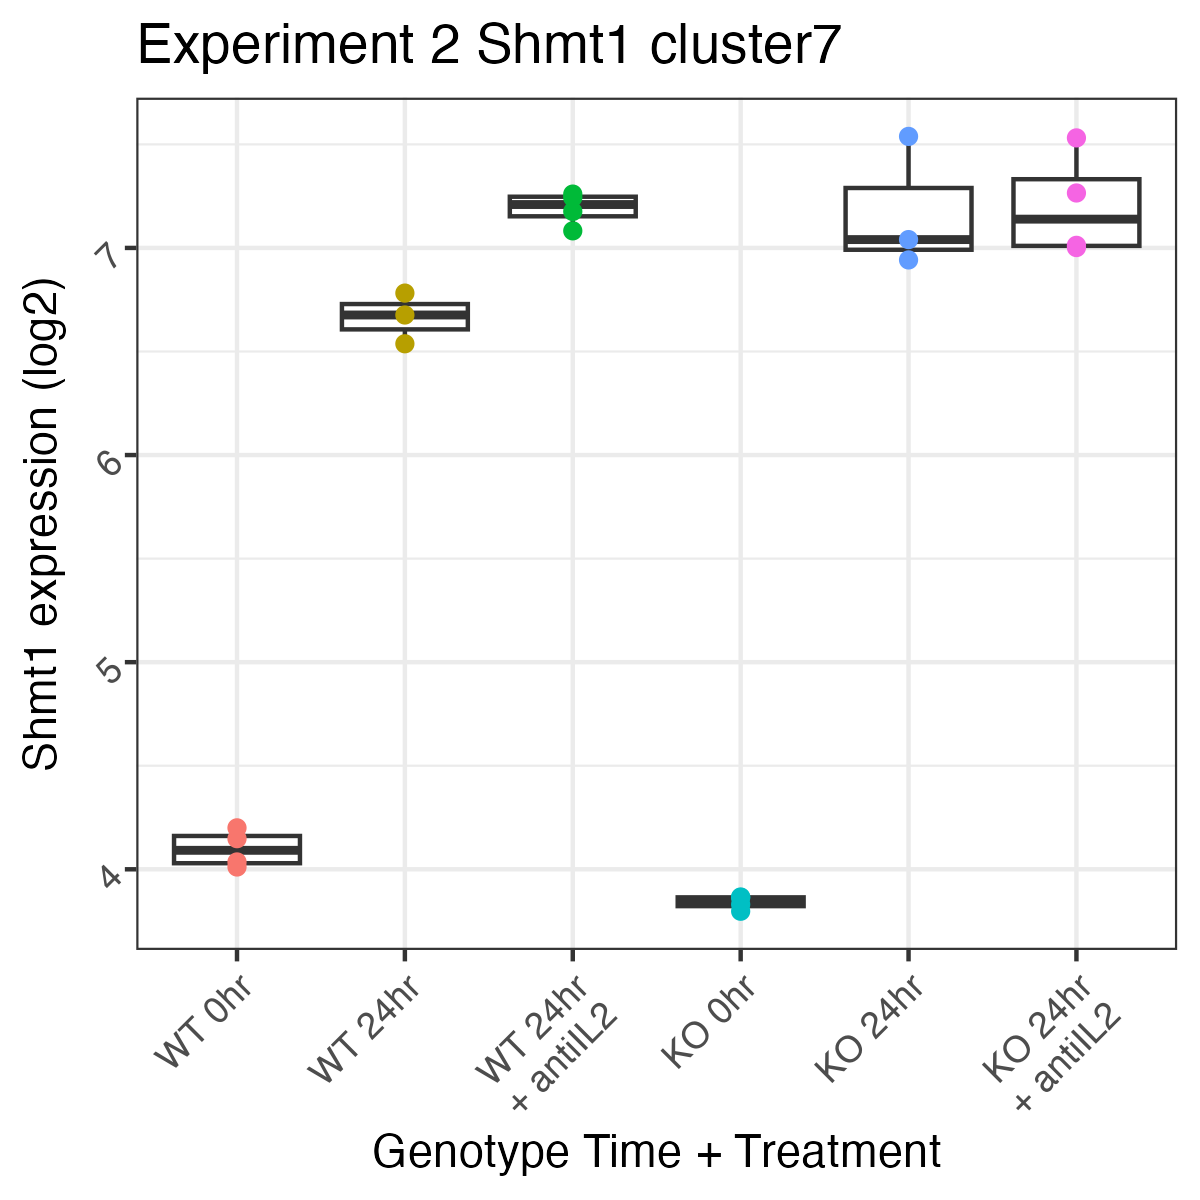 Experiment 2 Shmt1 cluster7
Shmt1 expression (log2)
7
6
5
4
WT 0hr
WT 24hr
WT 24hr
+ antiIL2
KO 0hr
KO 24hr
KO 24hr
+ antiIL2
Genotype Time + Treatment